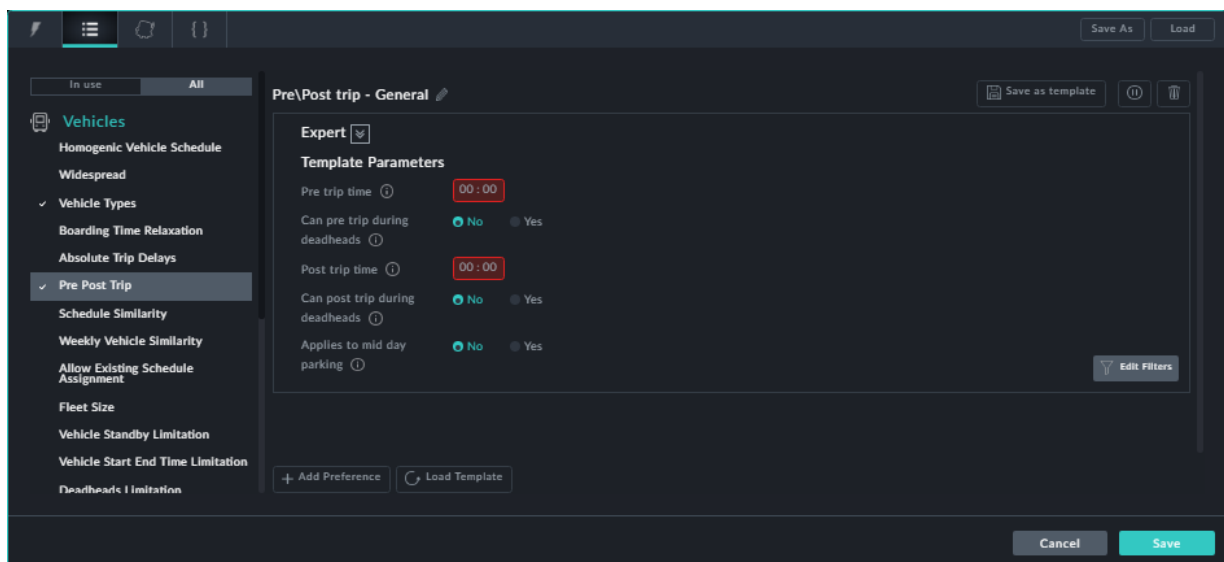 { }
Save As
Load
In use
All
Vehicles
Homogenic Vehicle Schedule
Widespread
Vehicle Types
Boarding Time Relaxation
Absolute Trip Delays
Pre Post Trip
Schedule Similarity
Weekly Vehicle Similarity
Allow Existing Schedule
Assignment
Fleet Size
Vehicle Standby Limitation
Vehicle Start End Time Limitation
Deadheads Limitation
Pre\Post trip - General
Save as template
Expert
Template Parameters
Pre trip time
00:00
Can pre trip during
deadheads
No
Yes
Post trip time
00:00
Can post trip during
deadheads
No
Yes
Applies to mid day
parking
No
Yes
Edit Filters
+ Add Preference
Load Template
Cancel
Save